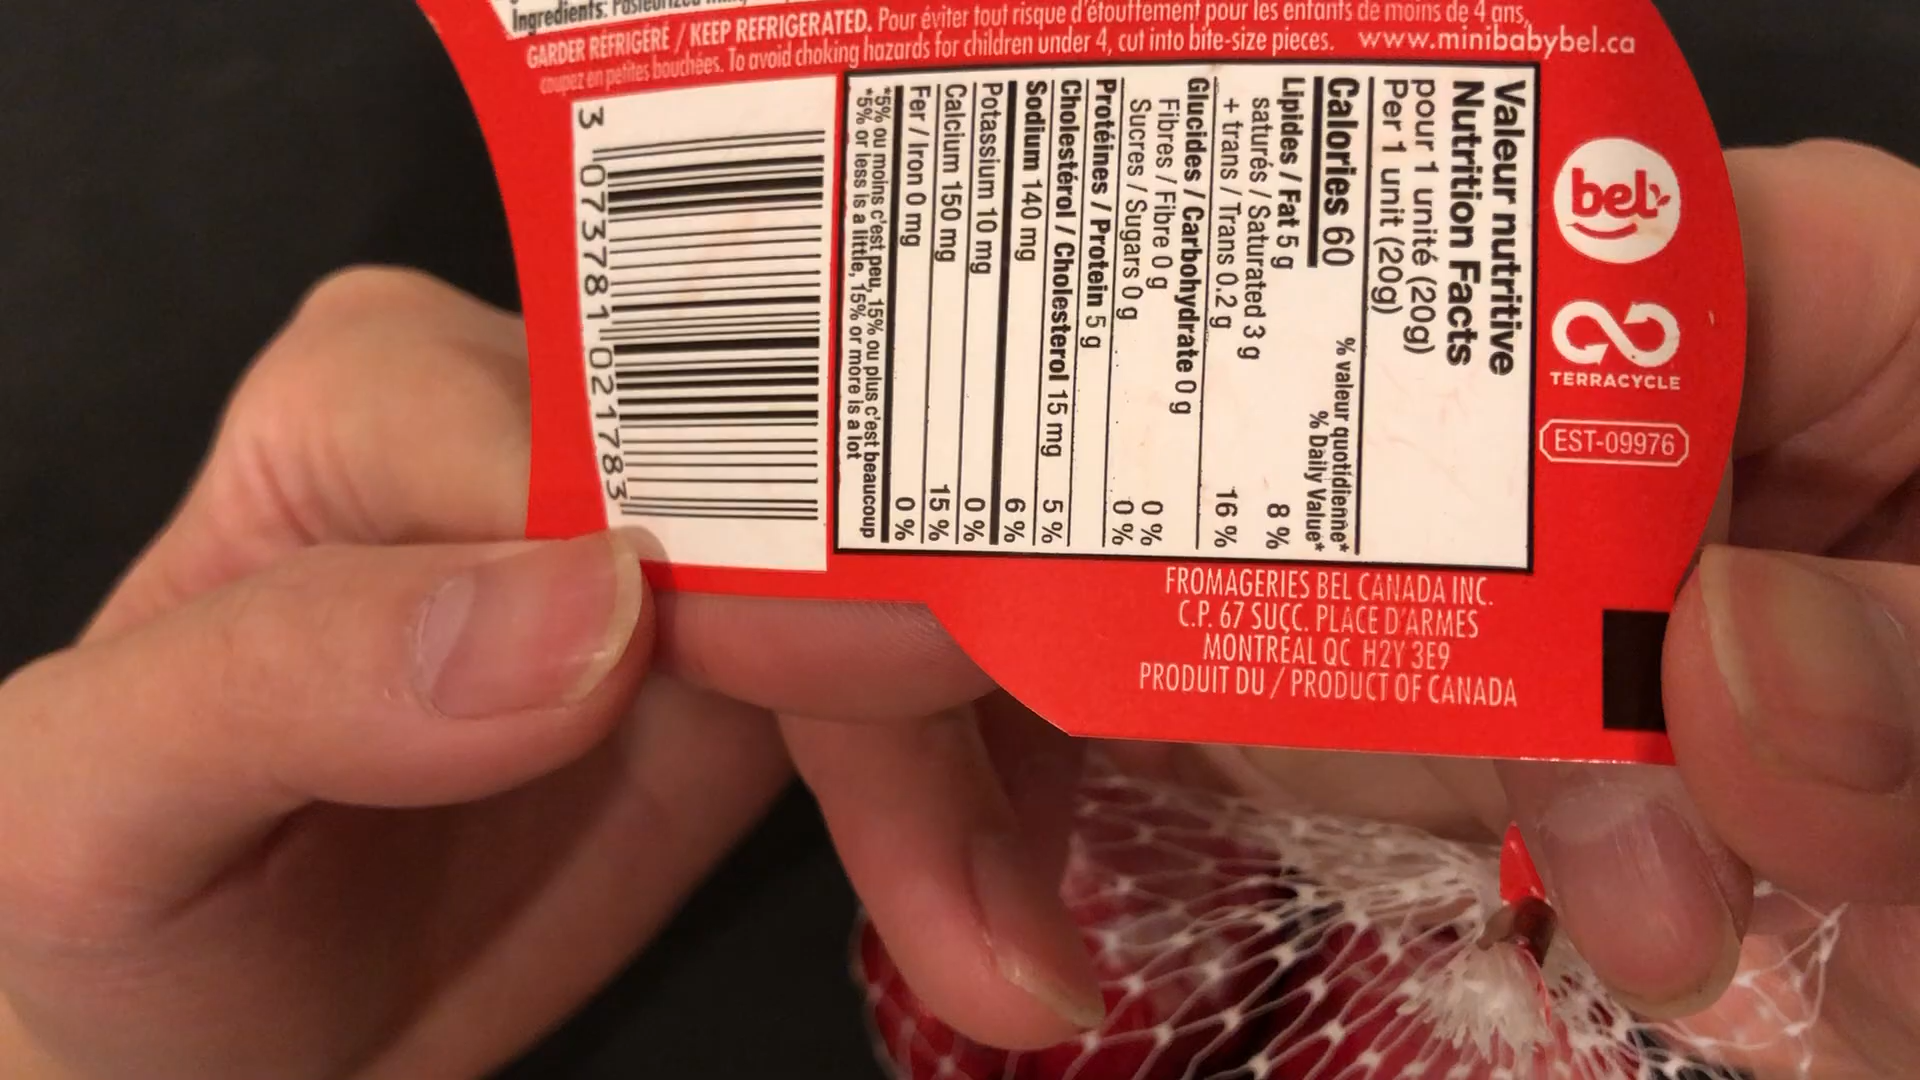 Ingredients:
GARDER RÉFRIGÉRÉ / KEEP REFRIGERATED. Pour éviter tout risque d'étouffement pour les enfants de moins de 4 ans,
coupez en petites bouchées. To avoid choking hazards for children under 4, cut into bite-size pieces. www.minibabybel.ca
bel
TERRACYCLE
EST-09976
Valeur nutritive
Nutrition Facts
pour 1 unité (20g)
Per 1 unit (20g)
Calories 60
% valeur quotidienne*
% Daily Value*
Lipides / Fat 5 g 8 %
saturés / Saturated 3 g
+ trans / Trans 0.2 g 16 %
Glucides / Carbohydrate 0 g
Fibres / Fibre 0 g 0 %
Sucres / Sugars 0 g 0 %
Protéines / Protein 5 g
Cholestérol / Cholesterol 15 mg 5 %
Sodium 140 mg 6 %
Potassium 10 mg 0 %
Calcium 150 mg 15 %
Fer / Iron 0 mg 0 %
*5% ou moins c'est peu, 15% ou plus c'est beaucoup
*5% or less is a little, 15% or more is a lot
3 073781 021783
FROMAGERIES BEL CANADA INC.
C.P. 67 SUCC. PLACE D'ARMES
MONTRÉAL QC H2Y 3E9
PRODUIT DU / PRODUCT OF CANADA